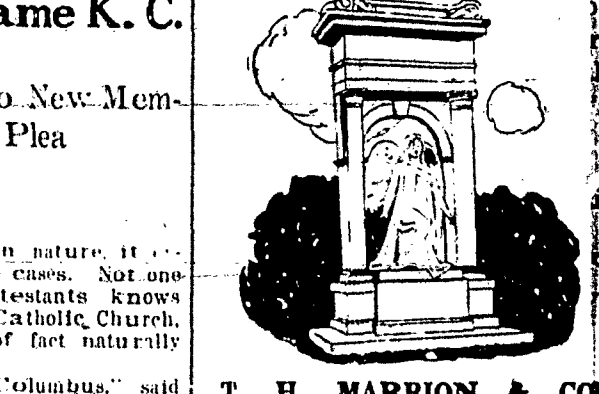 ame K. C.
o New Mem-
Plea
n nature, it
cases. Not one
testants knows
Catholic Church,
of fact naturally
Columbus," said
T. H. MARRION & CO